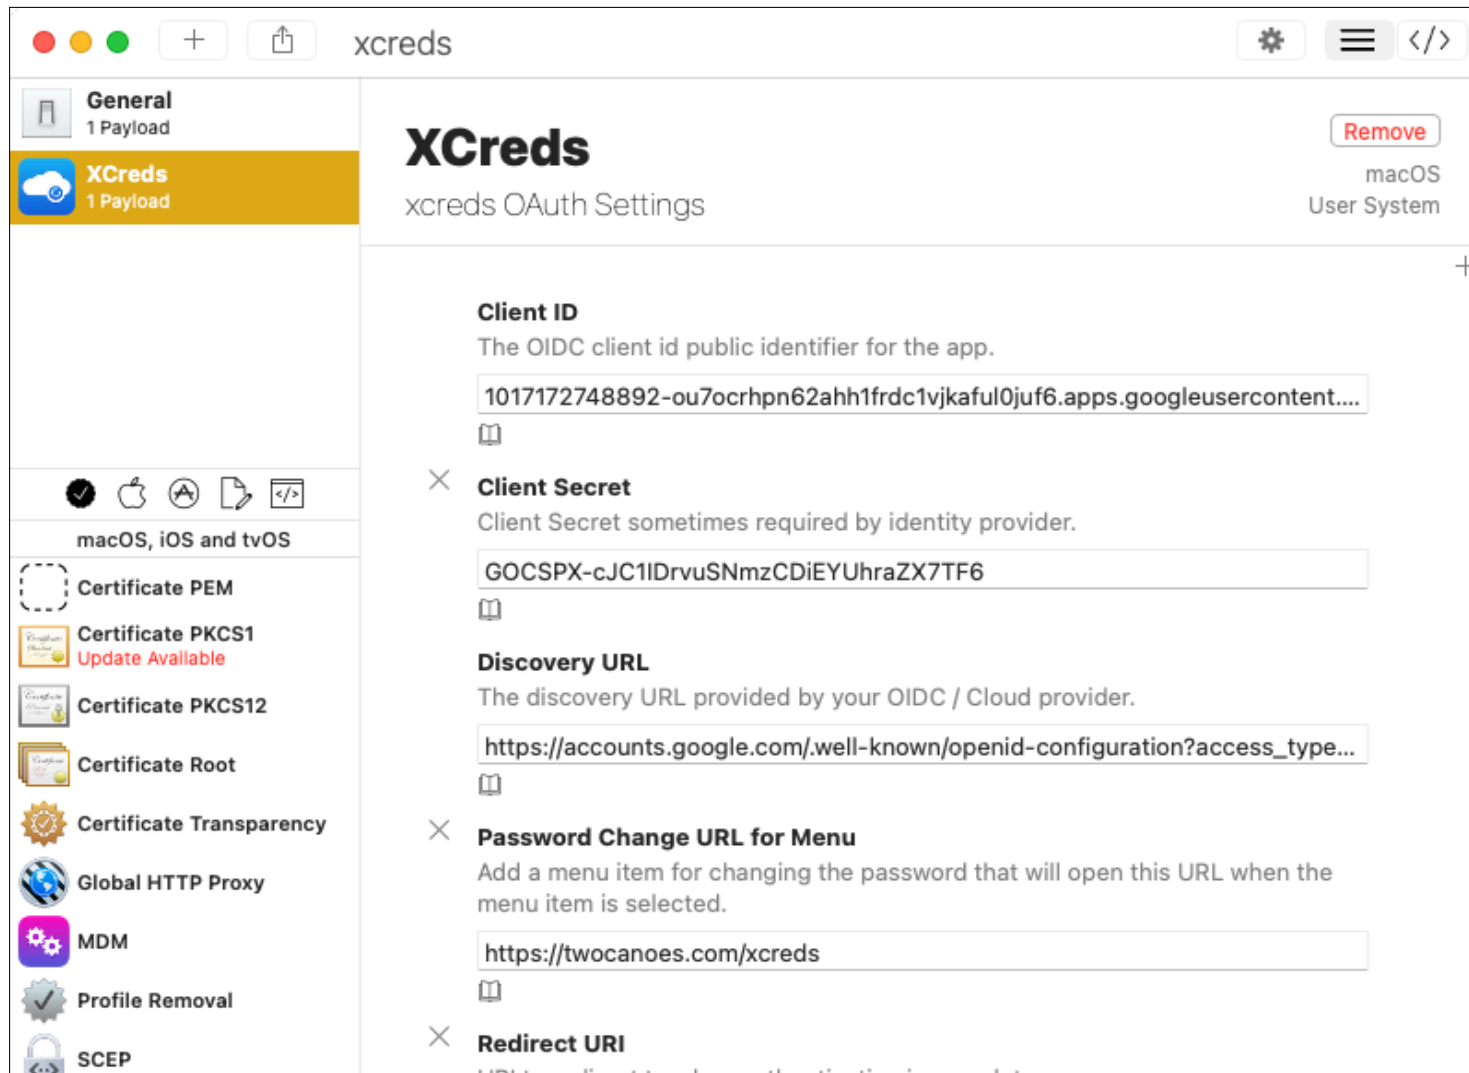 xcreds
General
1 Payload
XCreds
1 Payload
macOS, iOS and tvOS
Certificate PEM
Certificate PKCS1
Update Available
Certificate PKCS12
Certificate Root
Certificate Transparency
Global HTTP Proxy
MDM
Profile Removal
SCEP
XCreds
xcreds OAuth Settings
Remove
macOS
User System
Client ID
The OIDC client id public identifier for the app.
1017172748892-ou7ocrhpn62ahh1frdc1vjkaful0juf6.apps.googleusercontent....
Client Secret
Client Secret sometimes required by identity provider.
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
Discovery URL
The discovery URL provided by your OIDC / Cloud provider.
https://accounts.google.com/.well-known/openid-configuration?access_type...
Password Change URL for Menu
Add a menu item for changing the password that will open this URL when the
menu item is selected.
https://twocanoes.com/xcreds
Redirect URI